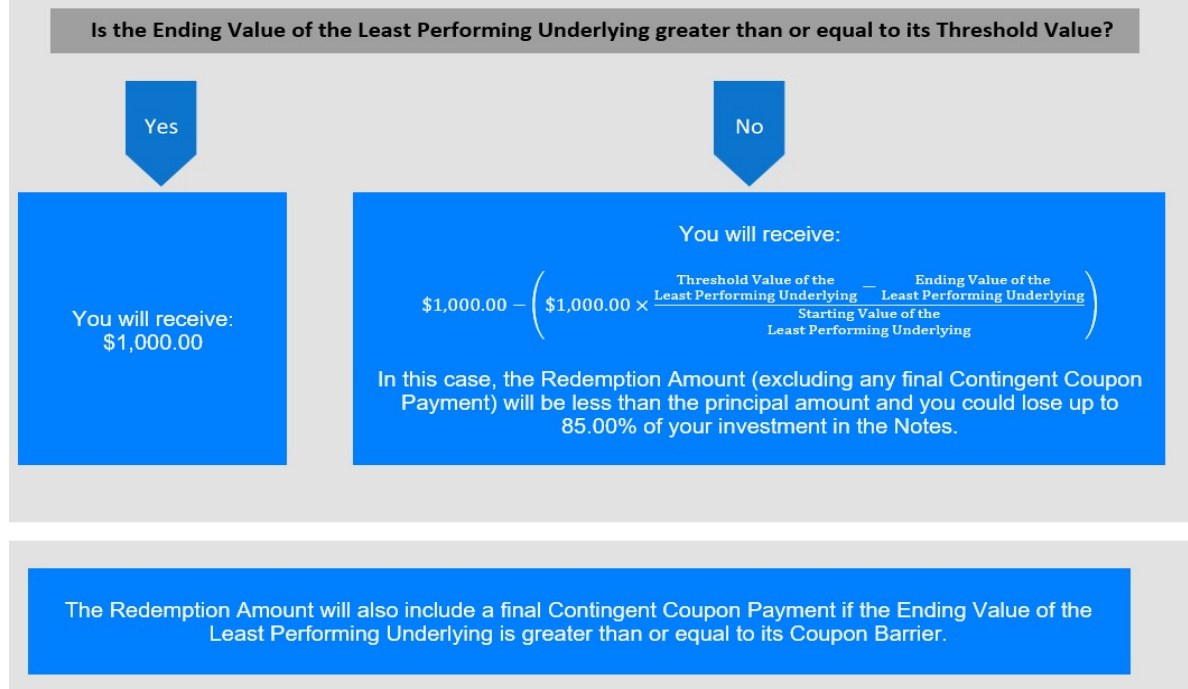 Is the Ending Value of the Least Performing Underlying greater than or equal to its Threshold Value?
Yes
No
You will receive:
$1,000.00
You will receive:
$1,000.00 − ( $1,000.00 × (Threshold Value of the Least Performing Underlying − Ending Value of the Least Performing Underlying) / Starting Value of the Least Performing Underlying )
In this case, the Redemption Amount (excluding any final Contingent Coupon
Payment) will be less than the principal amount and you could lose up to
85.00% of your investment in the Notes.
The Redemption Amount will also include a final Contingent Coupon Payment if the Ending Value of the
Least Performing Underlying is greater than or equal to its Coupon Barrier.